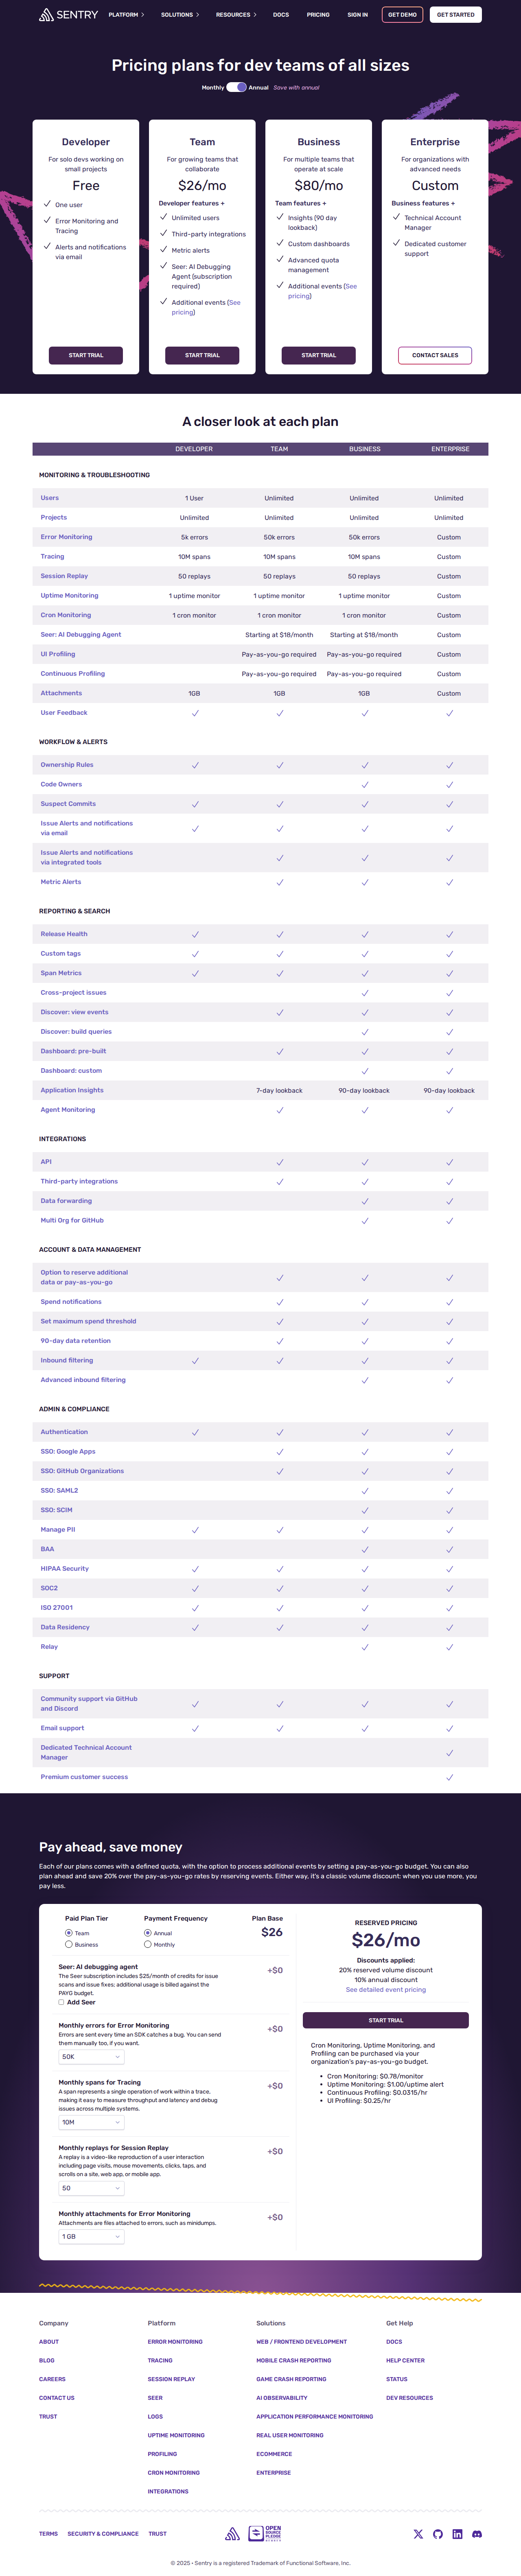 SENTRY
PLATFORM
SOLUTIONS
RESOURCES
DOCS
PRICING
SIGN IN
GET DEMO
GET STARTED
Pricing plans for dev teams of all sizes
Monthly Annual Save with annual
Developer
For solo devs working on
small projects
Free
One user
Error Monitoring and
Tracing
Alerts and notifications
via email
START TRIAL
Team
For growing teams that
collaborate
$26/mo
Developer features +
Unlimited users
Third-party integrations
Metric alerts
Seer: AI Debugging
Agent (subscription
required)
Additional events (See
pricing)
START TRIAL
Business
For multiple teams that
operate at scale
$80/mo
Team features +
Insights (90 day
lookback)
Custom dashboards
Advanced quota
management
Additional events (See
pricing)
START TRIAL
Enterprise
For organizations with
advanced needs
Custom
Business features +
Technical Account
Manager
Dedicated customer
support
CONTACT SALES
A closer look at each plan
DEVELOPER TEAM BUSINESS ENTERPRISE
MONITORING & TROUBLESHOOTING
Users 1 User Unlimited Unlimited Unlimited
Projects Unlimited Unlimited Unlimited Unlimited
Error Monitoring 5k errors 50k errors 50k errors Custom
Tracing 10M spans 10M spans 10M spans Custom
Session Replay 50 replays 50 replays 50 replays Custom
Uptime Monitoring 1 uptime monitor 1 uptime monitor 1 uptime monitor Custom
Cron Monitoring 1 cron monitor 1 cron monitor 1 cron monitor Custom
Seer: AI Debugging Agent Starting at $18/month Starting at $18/month Custom
UI Profiling Pay-as-you-go required Pay-as-you-go required Custom
Continuous Profiling Pay-as-you-go required Pay-as-you-go required Custom
Attachments 1GB 1GB 1GB Custom
User Feedback
WORKFLOW & ALERTS
Ownership Rules
Code Owners
Suspect Commits
Issue Alerts and notifications
via email
Issue Alerts and notifications
via integrated tools
Metric Alerts
REPORTING & SEARCH
Release Health
Custom tags
Span Metrics
Cross-project issues
Discover: view events
Discover: build queries
Dashboard: pre-built
Dashboard: custom
Application Insights 7-day lookback 90-day lookback 90-day lookback
Agent Monitoring
INTEGRATIONS
API
Third-party integrations
Data forwarding
Multi Org for GitHub
ACCOUNT & DATA MANAGEMENT
Option to reserve additional
data or pay-as-you-go
Spend notifications
Set maximum spend threshold
90-day data retention
Inbound filtering
Advanced inbound filtering
ADMIN & COMPLIANCE
Authentication
SSO: Google Apps
SSO: GitHub Organizations
SSO: SAML2
SSO: SCIM
Manage PII
BAA
HIPAA Security
SOC2
ISO 27001
Data Residency
Relay
SUPPORT
Community support via GitHub
and Discord
Email support
Dedicated Technical Account
Manager
Premium customer success
Pay ahead, save money
Each of our plans comes with a defined quota, with the option to process additional events by setting a pay-as-you-go budget. You can also
plan ahead and save 20% over the pay-as-you-go rates by reserving events. Either way, it's a classic volume discount: when you use more, you
pay less.
Paid Plan Tier
Team
Business
Payment Frequency
Annual
Monthly
Plan Base
$26
Seer: AI debugging agent +$0
The Seer subscription includes $25/month of credits for issue
scans and issue fixes; additional usage is billed against the
PAYG budget.
Add Seer
Monthly errors for Error Monitoring +$0
Errors are sent every time an SDK catches a bug. You can send
them manually too, if you want.
50K
Monthly spans for Tracing +$0
A span represents a single operation of work within a trace,
making it easy to measure throughput and latency and debug
issues across multiple systems.
10M
Monthly replays for Session Replay +$0
A replay is a video-like reproduction of a user interaction
including page visits, mouse movements, clicks, taps, and
scrolls on a site, web app, or mobile app.
50
Monthly attachments for Error Monitoring +$0
Attachments are files attached to errors, such as minidumps.
1 GB
RESERVED PRICING
$26/mo
Discounts applied:
20% reserved volume discount
10% annual discount
See detailed event pricing
START TRIAL
Cron Monitoring, Uptime Monitoring, and
Profiling can be purchased via your
organization's pay-as-you-go budget.
Cron Monitoring: $0.78/monitor
Uptime Monitoring: $1.00/uptime alert
Continuous Profiling: $0.0315/hr
UI Profiling: $0.25/hr
Company
ABOUT
BLOG
CAREERS
CONTACT US
TRUST
Platform
ERROR MONITORING
TRACING
SESSION REPLAY
SEER
LOGS
UPTIME MONITORING
PROFILING
CRON MONITORING
INTEGRATIONS
Solutions
WEB / FRONTEND DEVELOPMENT
MOBILE CRASH REPORTING
GAME CRASH REPORTING
AI OBSERVABILITY
APPLICATION PERFORMANCE MONITORING
REAL USER MONITORING
ECOMMERCE
ENTERPRISE
Get Help
DOCS
HELP CENTER
STATUS
DEV RESOURCES
TERMS SECURITY & COMPLIANCE TRUST
OPEN
SOURCE
PLEDGE
© 2025 • Sentry is a registered Trademark of Functional Software, Inc.